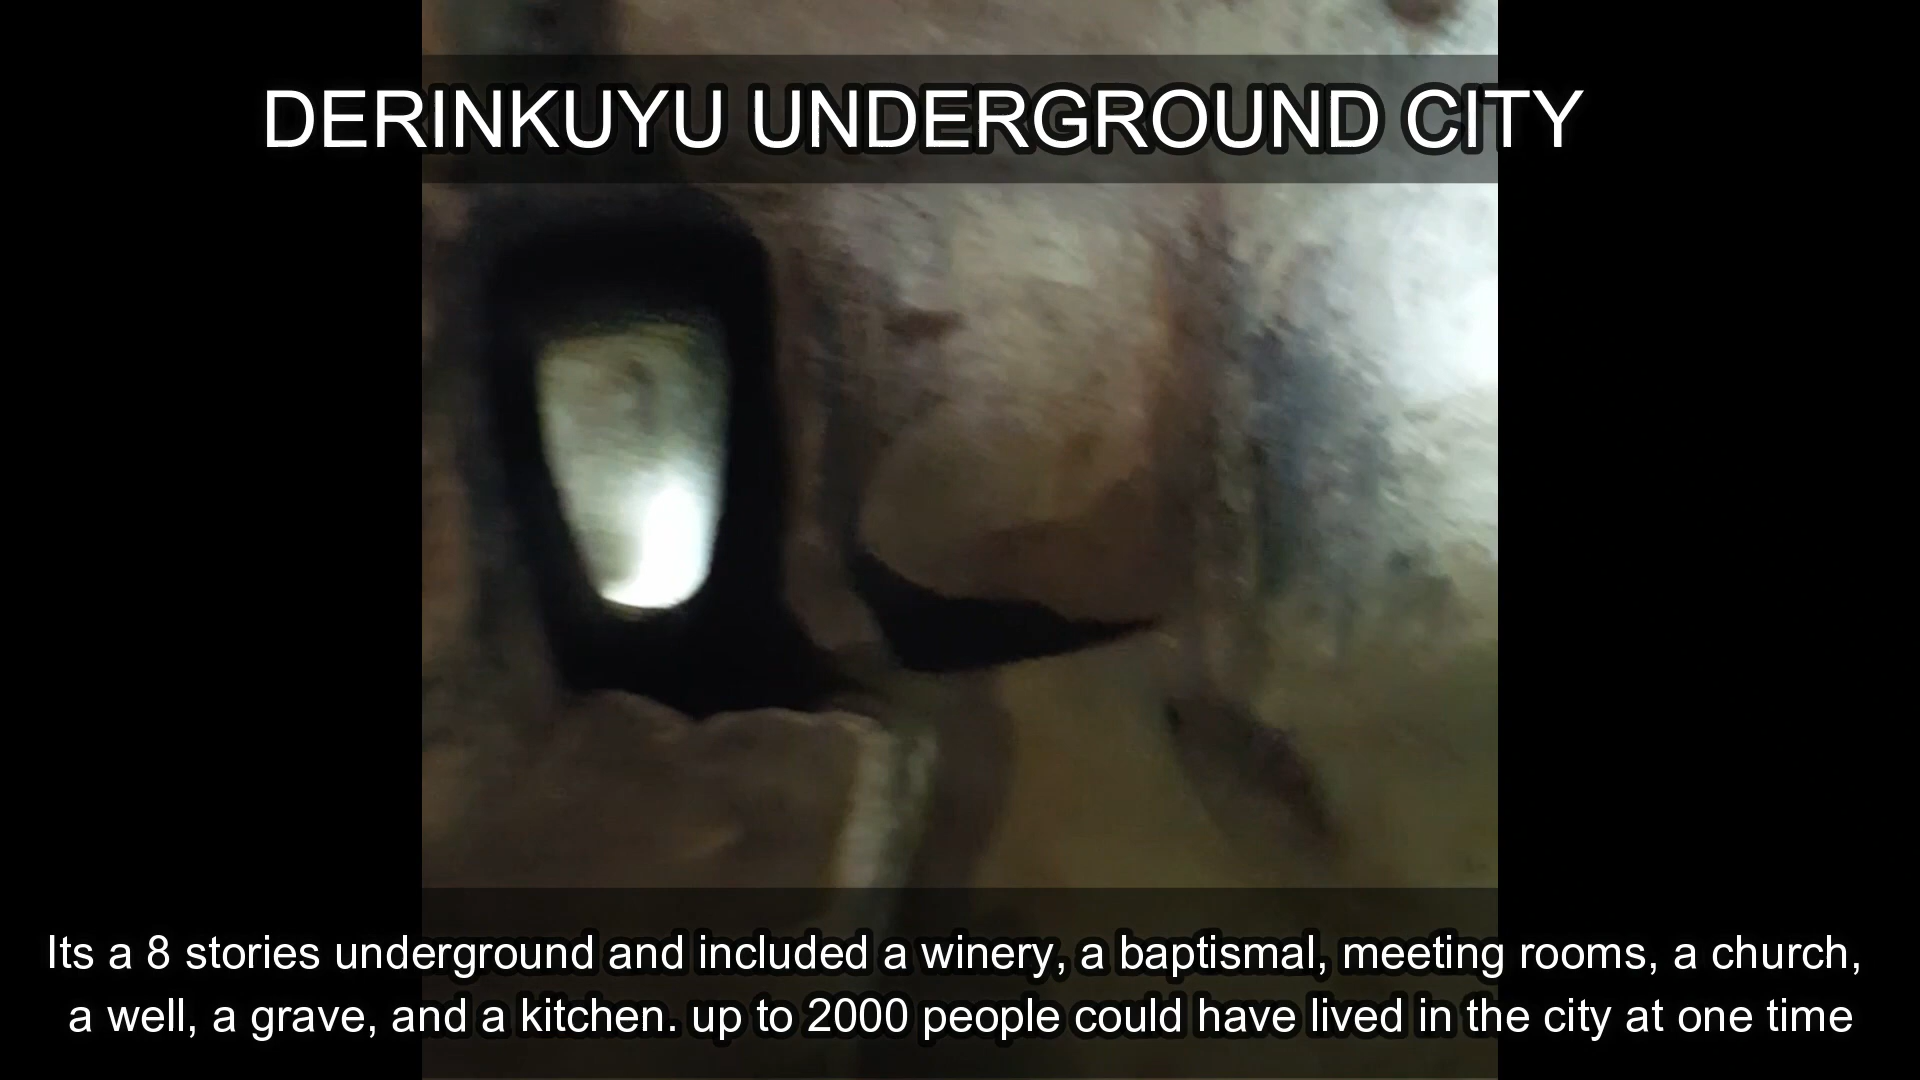 DERINKUYU UNDERGROUND CITY
Its a 8 stories underground and included a winery, a baptismal, meeting rooms, a church,
a well, a grave, and a kitchen. up to 2000 people could have lived in the city at one time